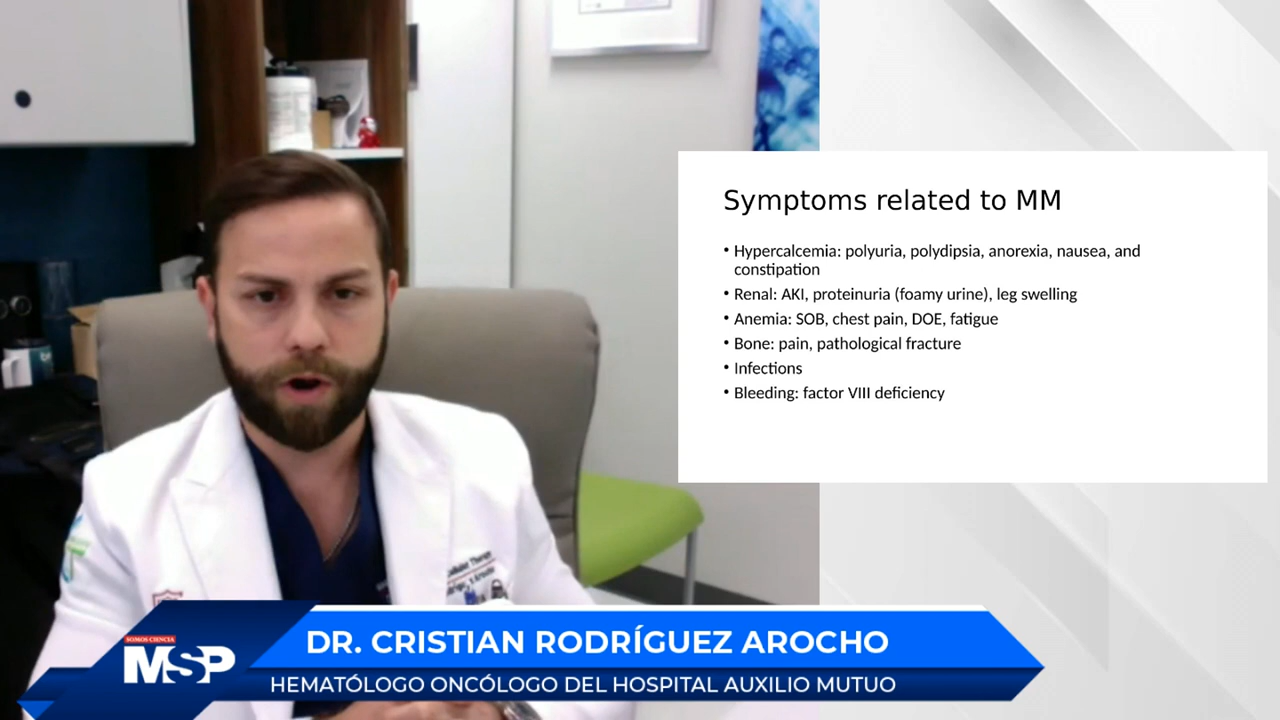 Symptoms related to MM
• Hypercalcemia: polyuria, polydipsia, anorexia, nausea, and
constipation
• Renal: AKI, proteinuria (foamy urine), leg swelling
• Anemia: SOB, chest pain, DOE, fatigue
• Bone: pain, pathological fracture
• Infections
• Bleeding: factor VIII deficiency
DR. CRISTIAN RODRÍGUEZ AROCHO
SOMOS CIENCIA
MSP
HEMATÓLOGO ONCÓLOGO DEL HOSPITAL AUXILIO MUTUO